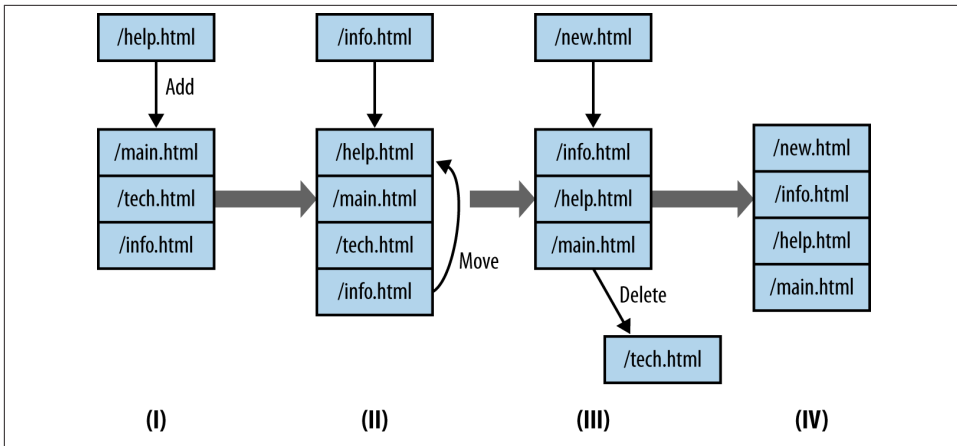 /help.html
Add
/main.html
/tech.html
/info.html
(I)
/info.html
/help.html
/main.html
/tech.html
/info.html
Move
(II)
/new.html
/info.html
/help.html
/main.html
Delete
/tech.html
(III)
/new.html
/info.html
/help.html
/main.html
(IV)